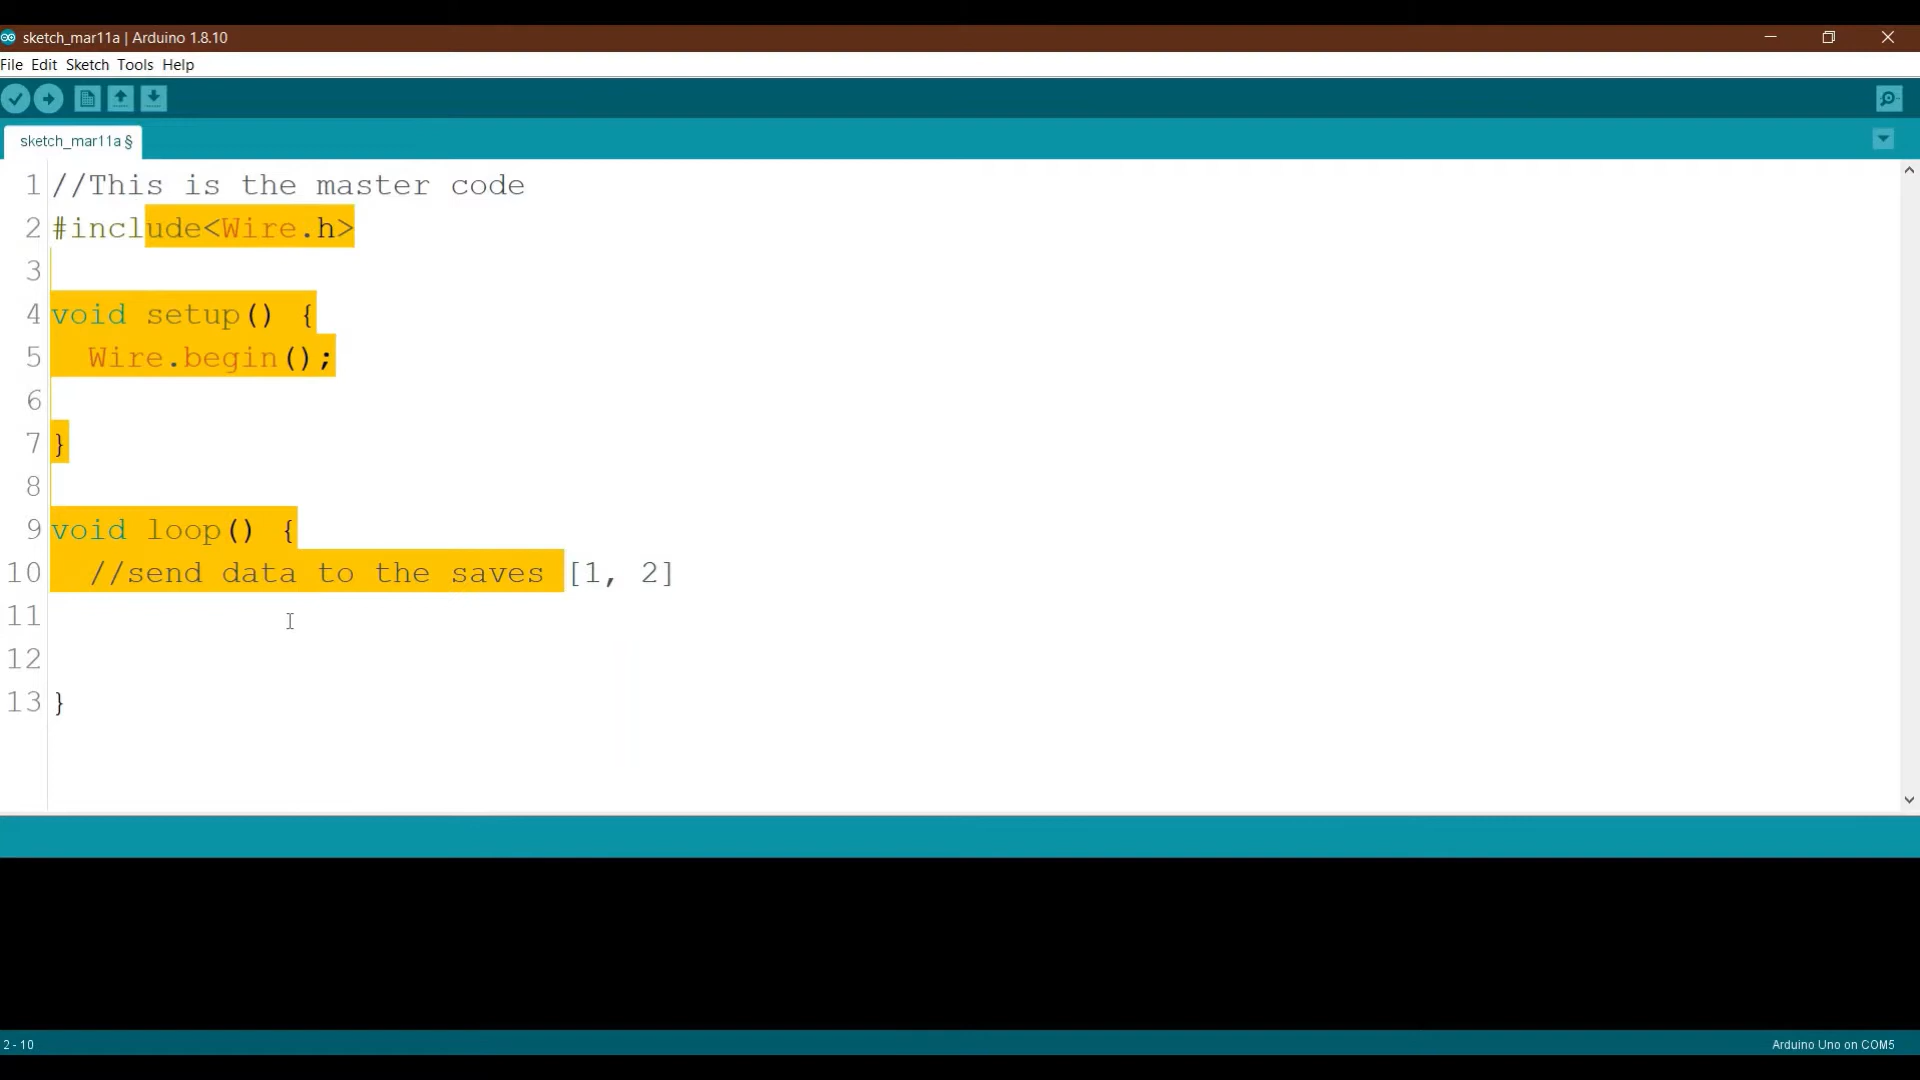 sketch_mar11a | Arduino 1.8.10
File Edit Sketch Tools Help
sketch_mar11a §
1 //This is the master code
2 #include<Wire.h>
3
4 void setup() {
5   Wire.begin();
6
7 }
8
9 void loop() {
10   //send data to the saves [1, 2]
11
12
13 }
2 - 10
Arduino Uno on COM5